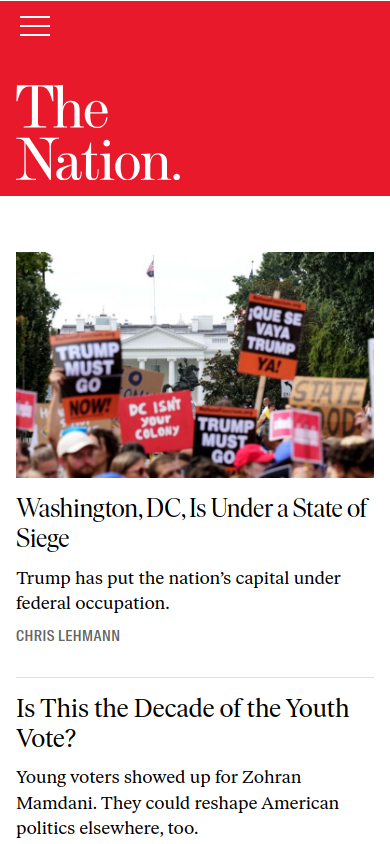 The
Nation.
¡QUE SE
VAYA
TRUMP
YA!
TRUMP
MUST
GO
NOW!
DC ISN'T
YOUR
COLONY
TRUMP
MUST
GO
STATE
Washington, DC, Is Under a State of
Siege
Trump has put the nation’s capital under
federal occupation.
CHRIS LEHMANN
Is This the Decade of the Youth
Vote?
Young voters showed up for Zohran
Mamdani. They could reshape American
politics elsewhere, too.